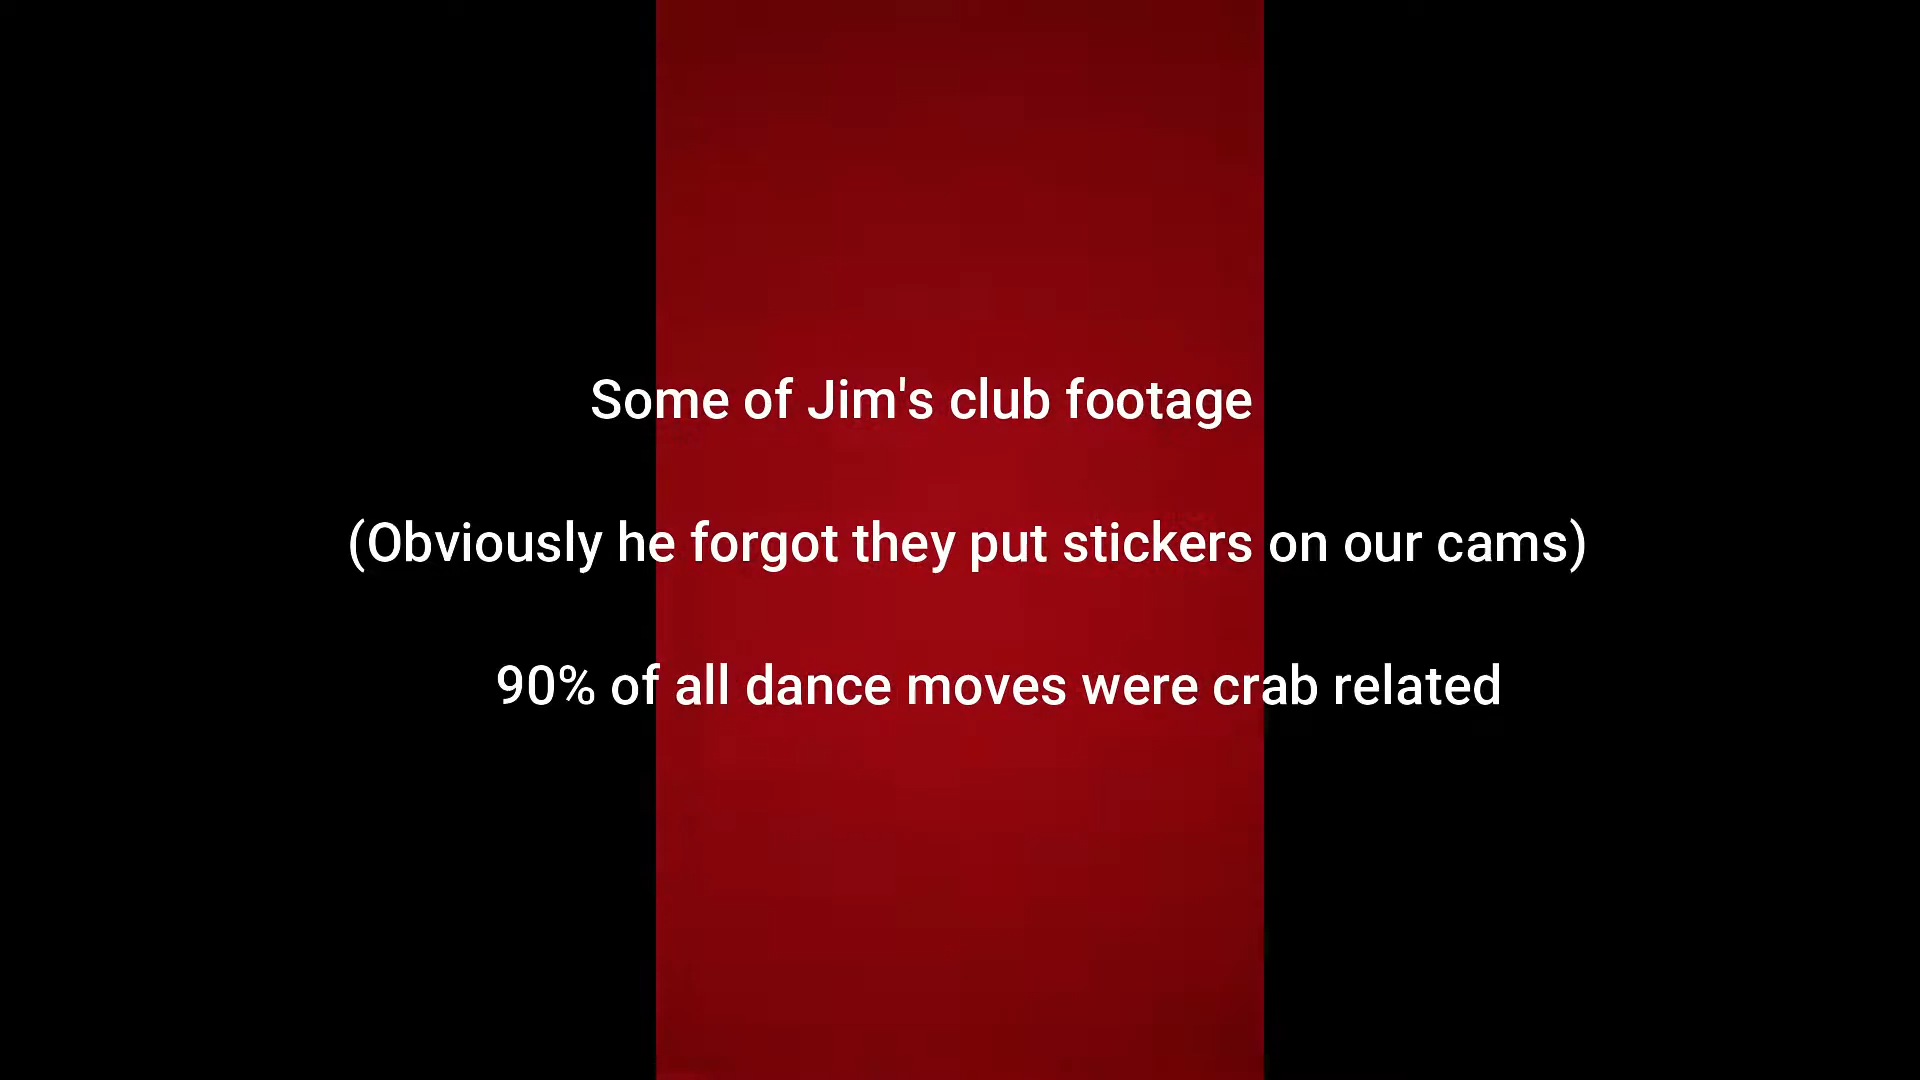 Some of Jim's club footage
(Obviously he forgot they put stickers on our cams)
90% of all dance moves were crab related